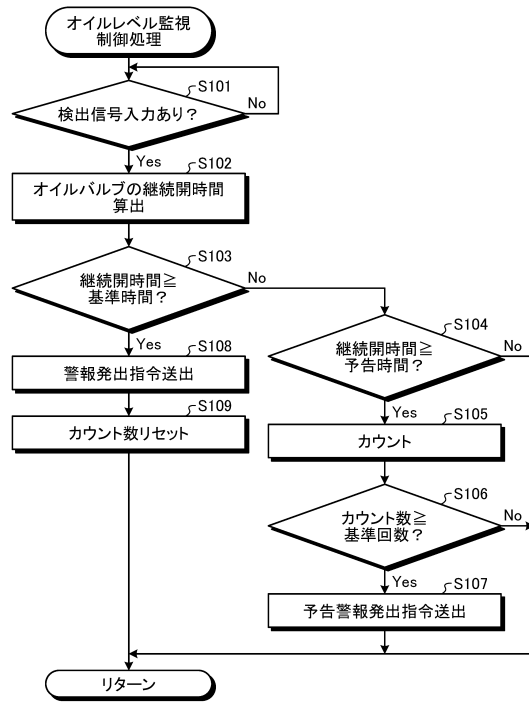 オイルレベル監視
制御処理
S101
検出信号入力あり？
No
Yes
S102
オイルバルブの継続開時間
算出
S103
継続開時間≧
基準時間？
No
Yes
S104
継続開時間≧
予告時間？
No
Yes
S108
警報発出指令送出
S109
カウント数リセット
S105
カウント
S106
カウント数≧
基準回数？
No
Yes
S107
予告警報発出指令送出
リターン